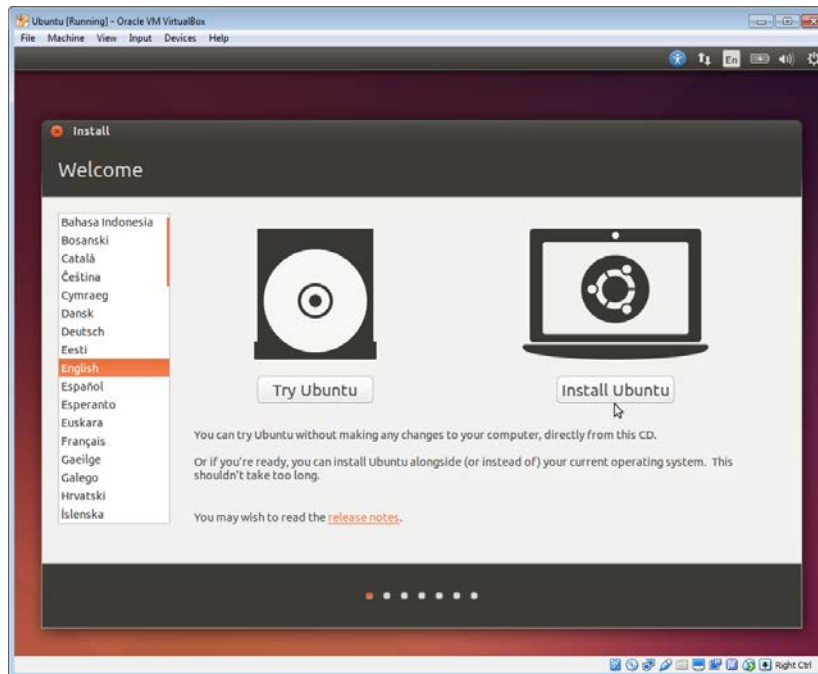 Ubuntu [Running] - Oracle VM VirtualBox
File Machine View Input Devices Help
En
Install
Welcome
Bahasa Indonesia
Bosanski
Català
Čeština
Cymraeg
Dansk
Deutsch
Eesti
English
Español
Esperanto
Euskara
Français
Gaeilge
Galego
Hrvatski
Íslenska
Try Ubuntu
Install Ubuntu
You can try Ubuntu without making any changes to your computer, directly from this CD.
Or if you're ready, you can install Ubuntu alongside (or instead of) your current operating system. This
shouldn't take too long.
You may wish to read the release notes.
Right Ctrl